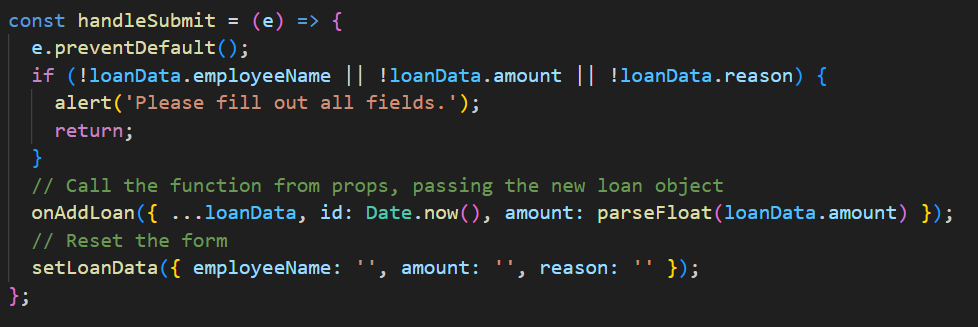 const handleSubmit = (e) => {
  e.preventDefault();
  if (!loanData.employeeName || !loanData.amount || !loanData.reason) {
    alert('Please fill out all fields.');
    return;
  }
  // Call the function from props, passing the new loan object
  onAddLoan({ ...loanData, id: Date.now(), amount: parseFloat(loanData.amount) });
  // Reset the form
  setLoanData({ employeeName: '', amount: '', reason: '' });
};